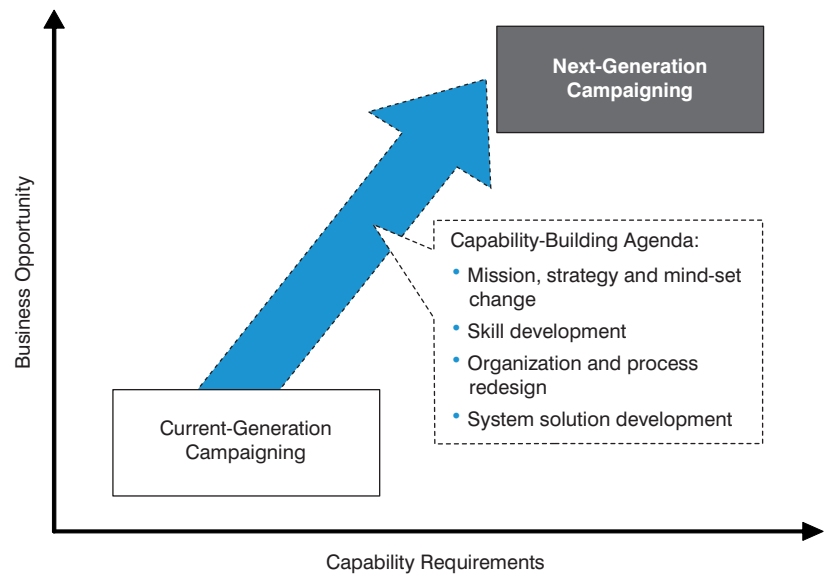 Next-Generation
Campaigning
Business Opportunity
Capability-Building Agenda:
• Mission, strategy and mind-set
change
• Skill development
• Organization and process
redesign
• System solution development
Current-Generation
Campaigning
Capability Requirements